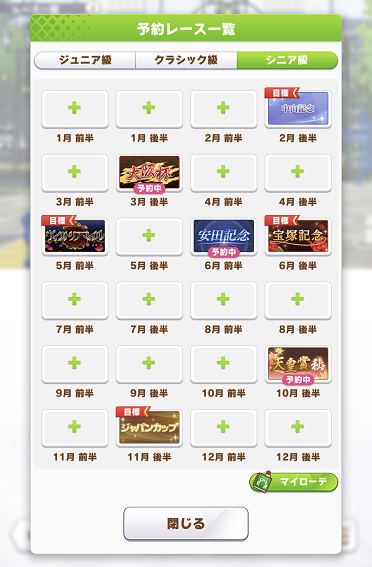 予約レース一覧
ジュニア級 クラシック級 シニア級
目標
中山記念
1月 前半 1月 後半 2月 前半 2月 後半
大阪杯
予約中
3月 前半 3月 後半 4月 前半 4月 後半
目標 目標
ヴィクトリアマイル 安田記念 宝塚記念
予約中
5月 前半 5月 後半 6月 前半 6月 後半
7月 前半 7月 後半 8月 前半 8月 後半
天皇賞秋
予約中
9月 前半 9月 後半 10月 前半 10月 後半
目標
ジャパンカップ
11月 前半 11月 後半 12月 前半 12月 後半
マイローテ
閉じる